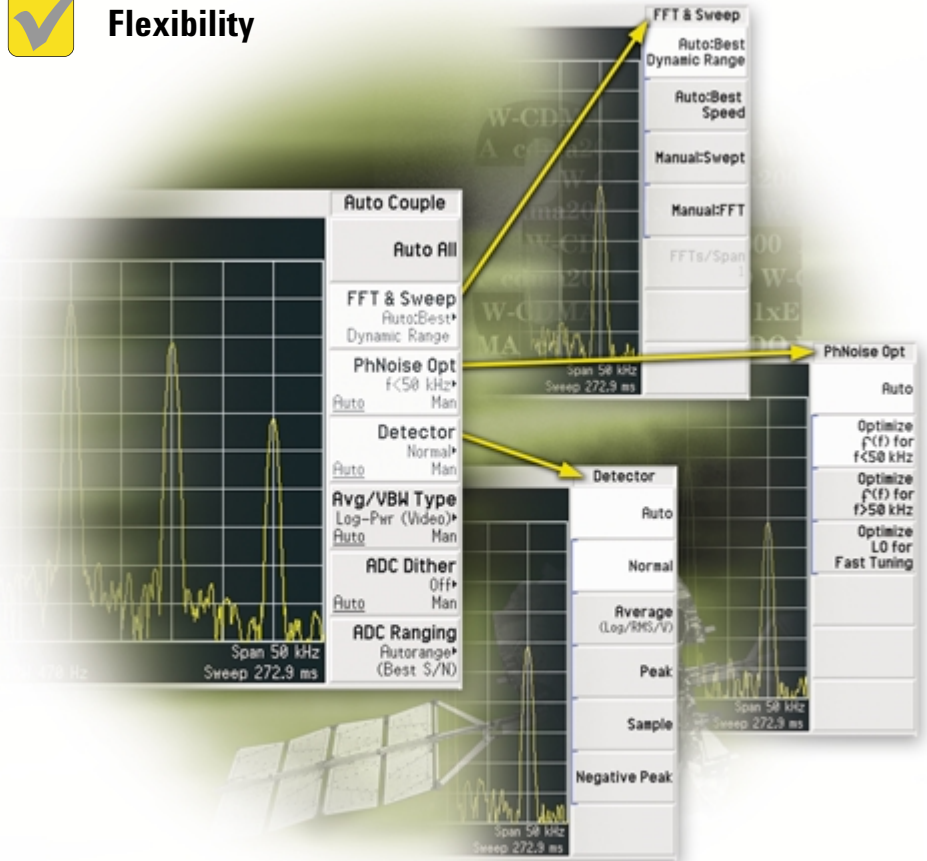 Flexibility
FFT & Sweep
Auto:Best
Dynamic Range
Auto:Best
Speed
Manual:Swept
Manual:FFT
FFTs/Span
1
Span 50 kHz
Sweep 272.9 ms
Auto Couple
Auto All
FFT & Sweep
Auto:Best
Dynamic Range
PhNoise Opt
f<50 kHz
Auto Man
Detector
Normal
Auto Man
Avg/VBW Type
Log-Pwr (Video)
Auto Man
ADC Dither
Off
Auto Man
ADC Ranging
Autorange
(Best S/N)
Span 50 kHz
Sweep 272.9 ms
PhNoise Opt
Auto
Optimize
ʃ(f) for
f<50 kHz
Optimize
ʃ(f) for
f>50 kHz
Optimize
LO for
Fast Tuning
Span 50 kHz
Sweep 272.9 ms
Detector
Auto
Normal
Average
(Log/RMS/V)
Peak
Sample
Negative Peak
Span 50 kHz
Sweep 272.9 ms